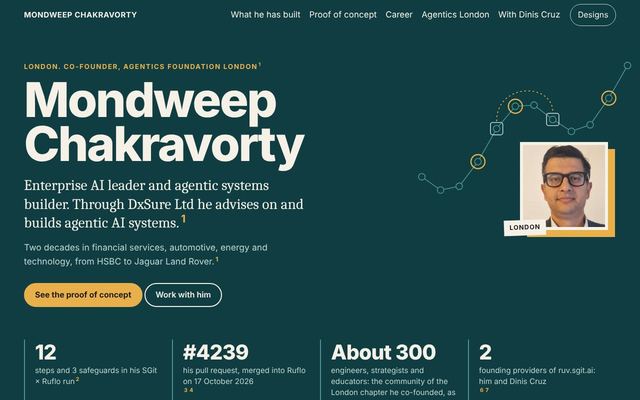 MONDWEEP CHAKRAVORTY
What he has built Proof of concept Career Agentics London With Dinis Cruz Designs
LONDON. CO-FOUNDER, AGENTICS FOUNDATION LONDON 1
Mondweep
Chakravorty
Enterprise AI leader and agentic systems
builder. Through DxSure Ltd he advises on and
builds agentic AI systems. 1
Two decades in financial services, automotive, energy and
technology, from HSBC to Jaguar Land Rover. 1
See the proof of concept Work with him
LONDON
12
steps and 3 safeguards in his SGit
× Ruflo run 2
#4239
his pull request, merged into Ruflo
on 17 October 2026
3 4
About 300
engineers, strategists and
educators: the community of the
London chapter he co-founded, as
2
founding providers of ruv.sgit.ai:
him and Dinis Cruz
6 7